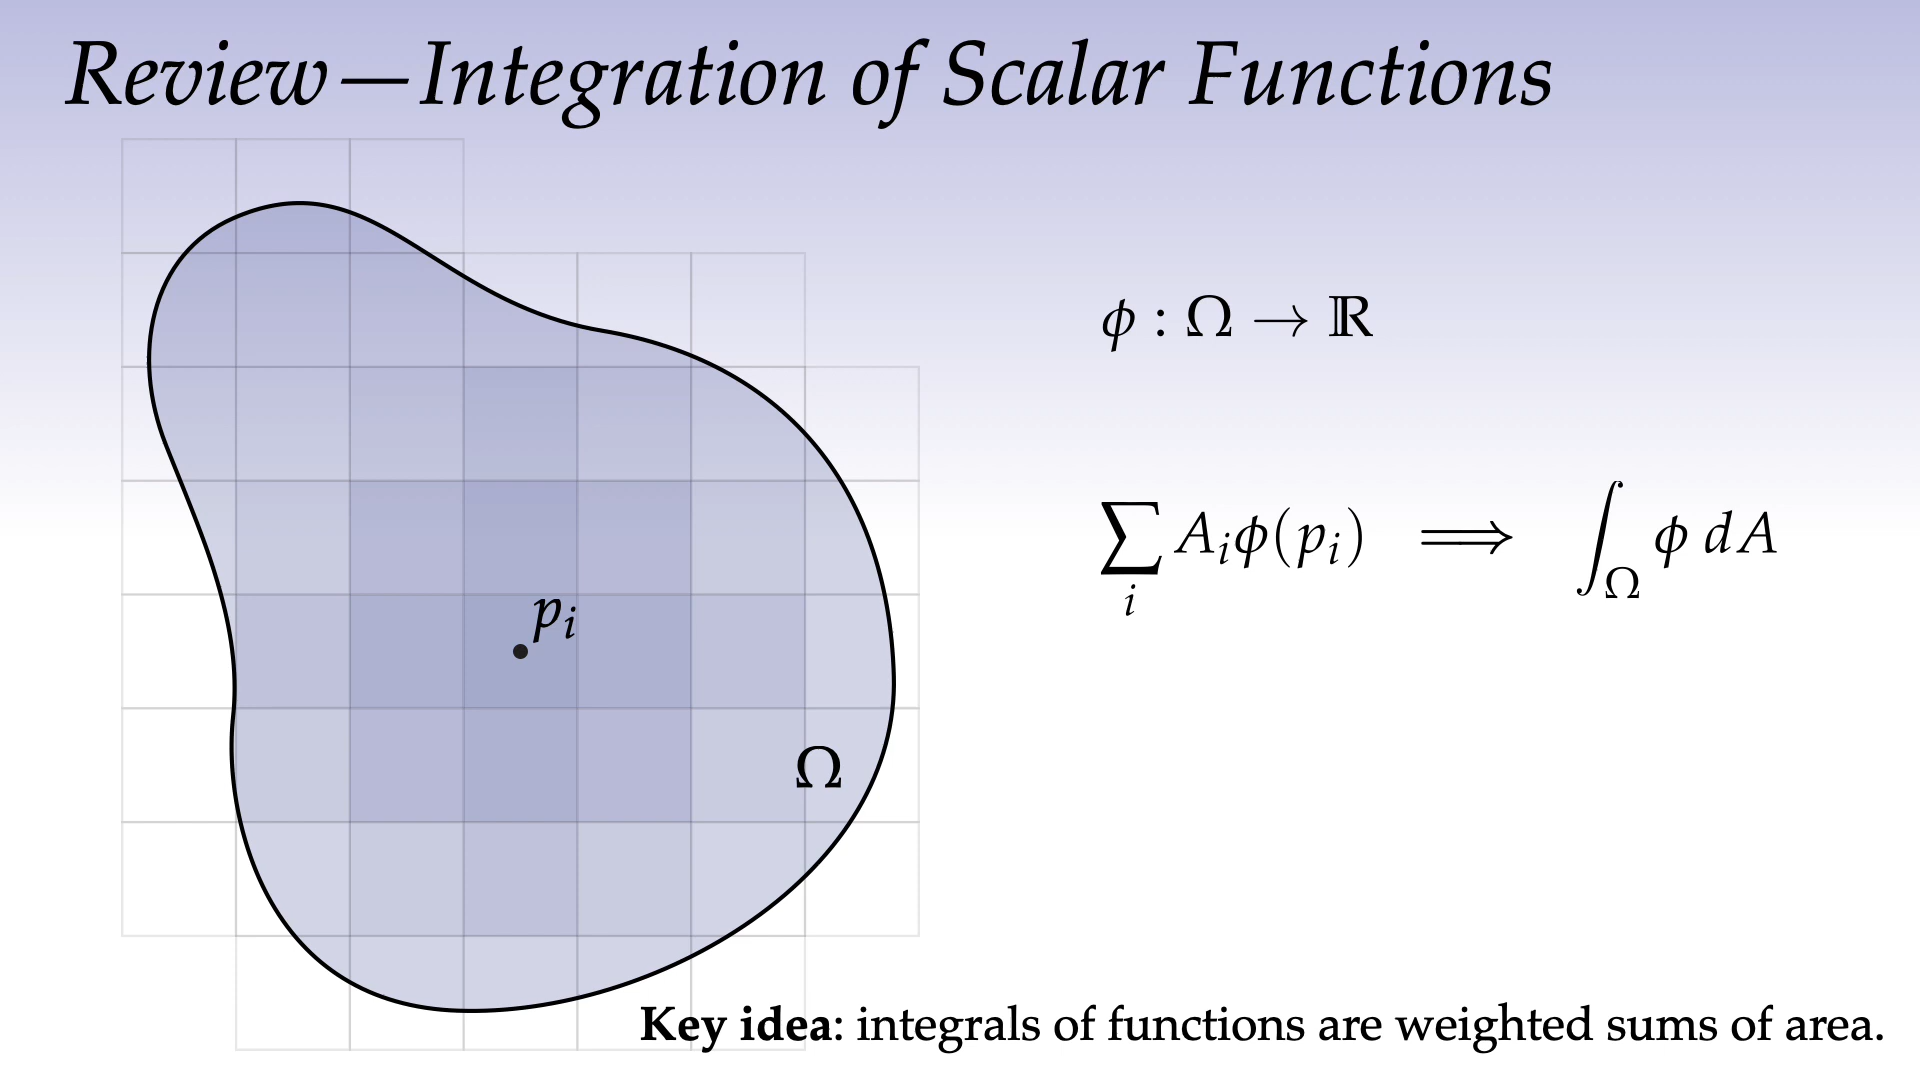 Review—Integration of Scalar Functions
ϕ : Ω → ℝ
∑_i A_i ϕ(p_i) ⟹ ∫_Ω ϕ dA
p_i
Ω
Key idea: integrals of functions are weighted sums of area.